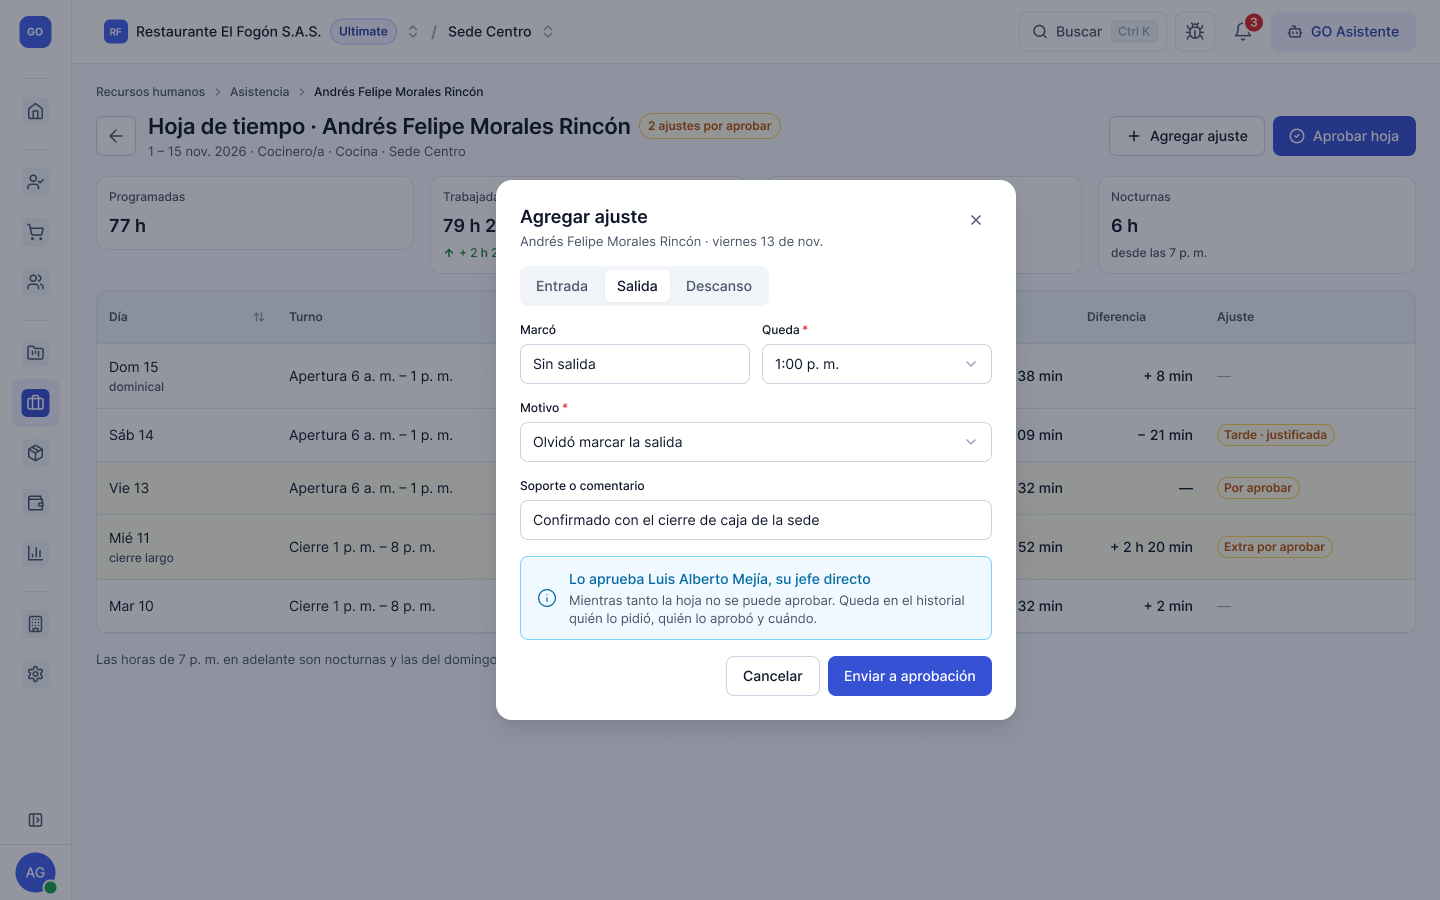 GO
RF Restaurante El Fogón S.A.S. Ultimate / Sede Centro
Buscar Ctrl K
3
GO Asistente
Recursos humanos > Asistencia > Andrés Felipe Morales Rincón
Hoja de tiempo · Andrés Felipe Morales Rincón 2 ajustes por aprobar
1 – 15 nov. 2026 · Cocinero/a · Cocina · Sede Centro
Agregar ajuste
Aprobar hoja
Programadas
77 h
79 h 2
+ 2 h 2
Nocturnas
6 h
desde las 7 p. m.
Día Turno Diferencia Ajuste
Dom 15
dominical
Apertura 6 a. m. – 1 p. m. 38 min + 8 min —
Sáb 14 Apertura 6 a. m. – 1 p. m. 09 min − 21 min Tarde · justificada
Vie 13 Apertura 6 a. m. – 1 p. m. 32 min — Por aprobar
Mié 11
cierre largo
Cierre 1 p. m. – 8 p. m. 52 min + 2 h 20 min Extra por aprobar
Mar 10 Cierre 1 p. m. – 8 p. m. 32 min + 2 min —
Las horas de 7 p. m. en adelante son nocturnas y las del domingo
Agregar ajuste
Andrés Felipe Morales Rincón · viernes 13 de nov.
Entrada Salida Descanso
Marcó
Sin salida
Queda *
1:00 p. m.
Motivo *
Olvidó marcar la salida
Soporte o comentario
Confirmado con el cierre de caja de la sede
Lo aprueba Luis Alberto Mejía, su jefe directo
Mientras tanto la hoja no se puede aprobar. Queda en el historial
quién lo pidió, quién lo aprobó y cuándo.
Cancelar
Enviar a aprobación
AG